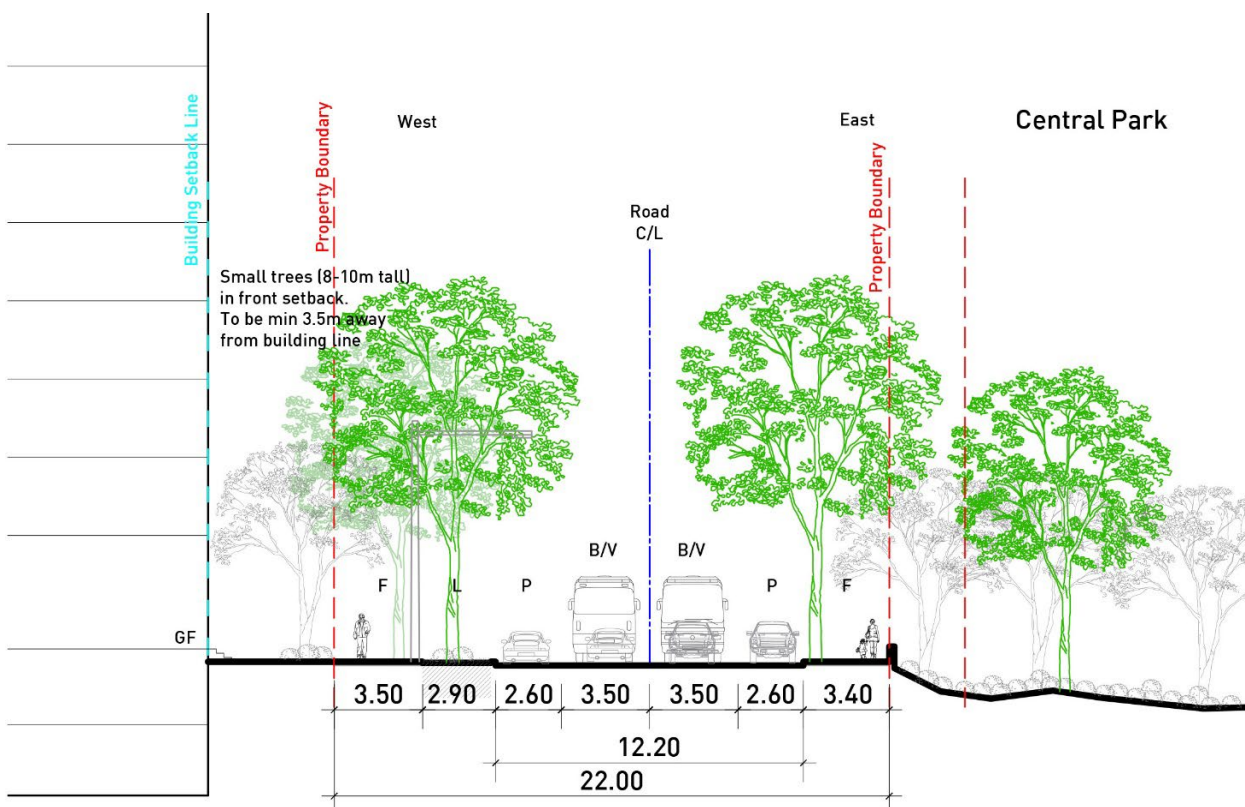 Building Setback Line
Property Boundary
West
East
Property Boundary
Central Park
Road
C/L
Small trees (8-10m tall)
in front setback.
To be min 3.5m away
from building line
B/V
B/V
F
L
P
P
F
GF
3.50
2.90
2.60
3.50
3.50
2.60
3.40
12.20
22.00